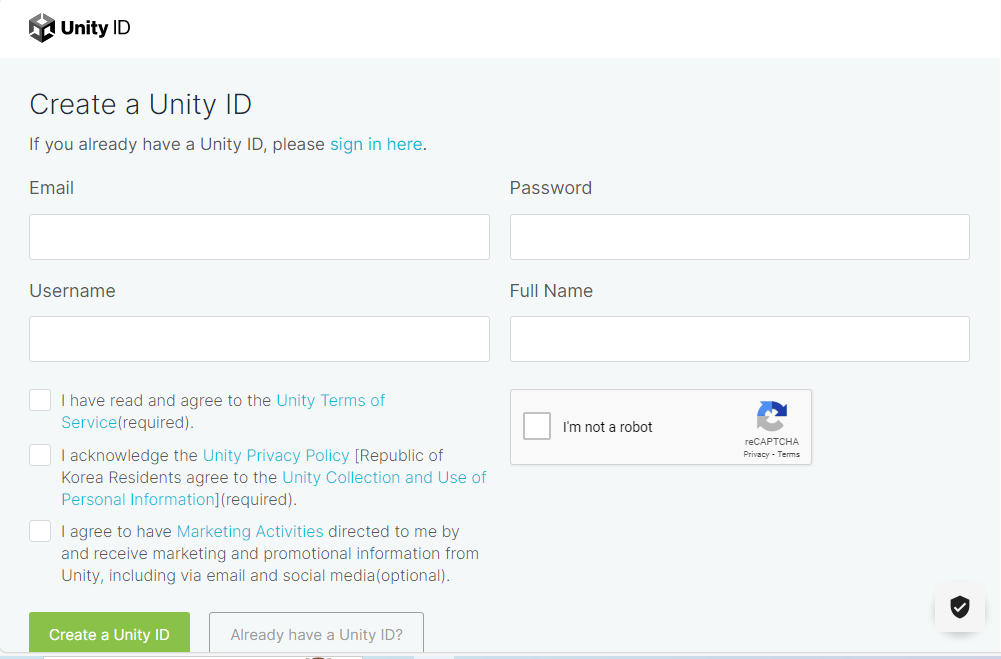 Unity ID
Create a Unity ID
If you already have a Unity ID, please sign in here.
Email
Password
Username
Full Name
I have read and agree to the Unity Terms of
Service(required).
I acknowledge the Unity Privacy Policy [Republic of
Korea Residents agree to the Unity Collection and Use of
Personal Information](required).
I agree to have Marketing Activities directed to me by
and receive marketing and promotional information from
Unity, including via email and social media(optional).
I'm not a robot
reCAPTCHA
Privacy - Terms
Create a Unity ID
Already have a Unity ID?